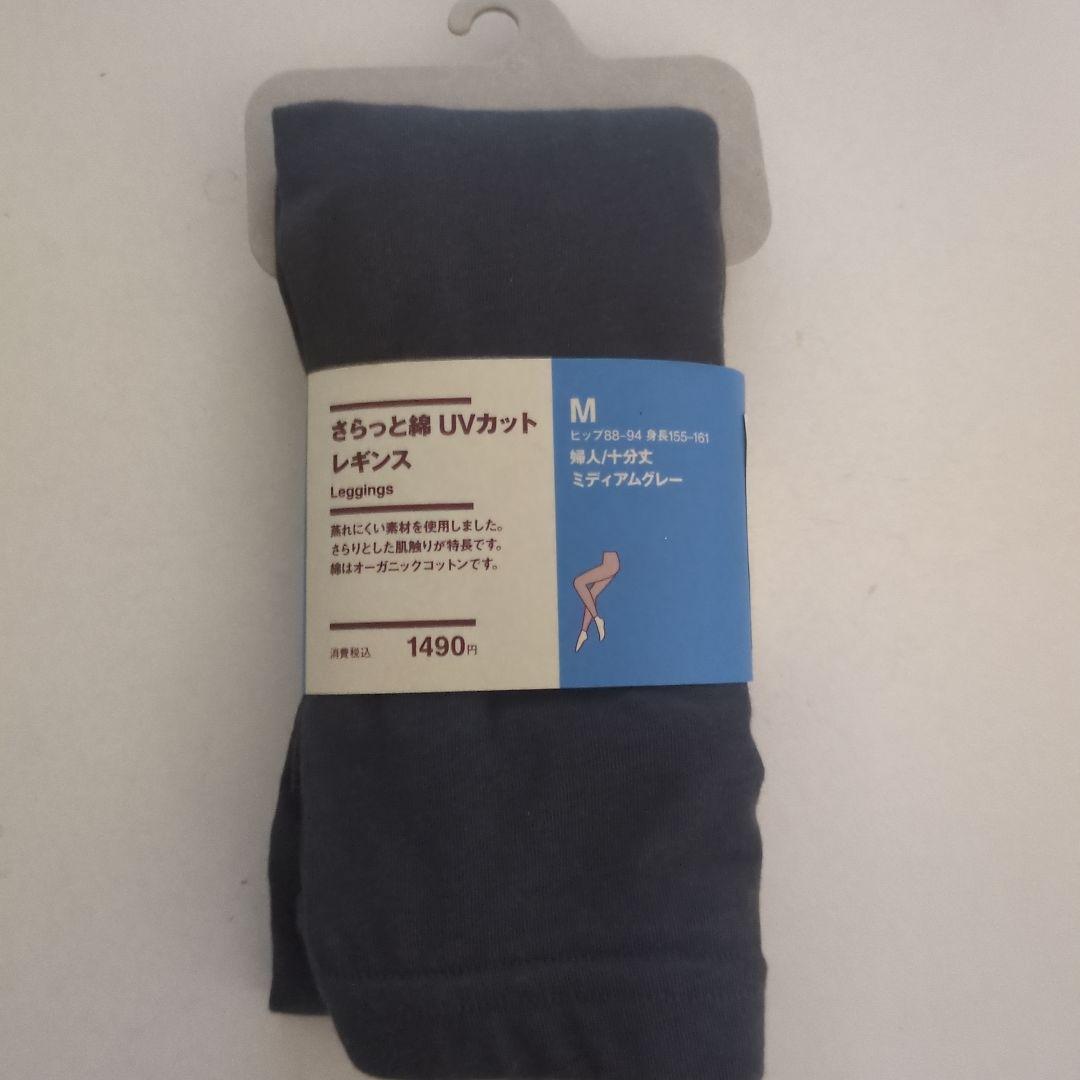 さらっと綿 UVカット
レギンス
Leggings
蒸れにくい素材を使用しました。
さらりとした肌触りが特長です。
綿はオーガニックコットンです。
消費税込 1490円
M
ヒップ88-94 身長155-161
婦人/十分丈
ミディアムグレー